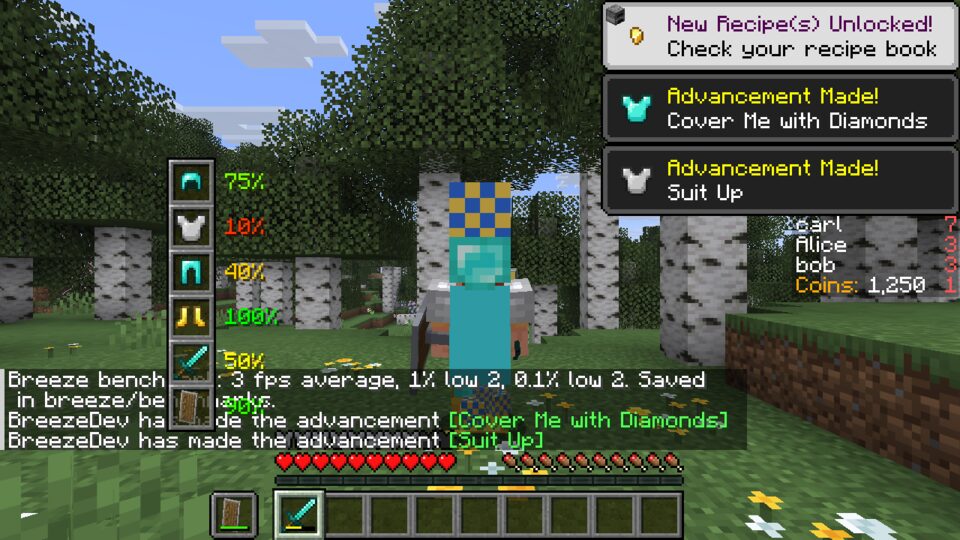 New Recipe(s) Unlocked!
Check your recipe book
Advancement Made!
Cover Me with Diamonds
Advancement Made!
Suit Up
75%
10%
40%
100%
50%
90%
carl 7
Alice 3
bob 3
Coins: 1,250 1
Breeze bench 3 fps average, 1% low 2, 0.1% low 2. Saved
in breeze/benchmarks.
BreezeDev has made the advancement [Cover Me with Diamonds]
BreezeDev has made the advancement [Suit Up]